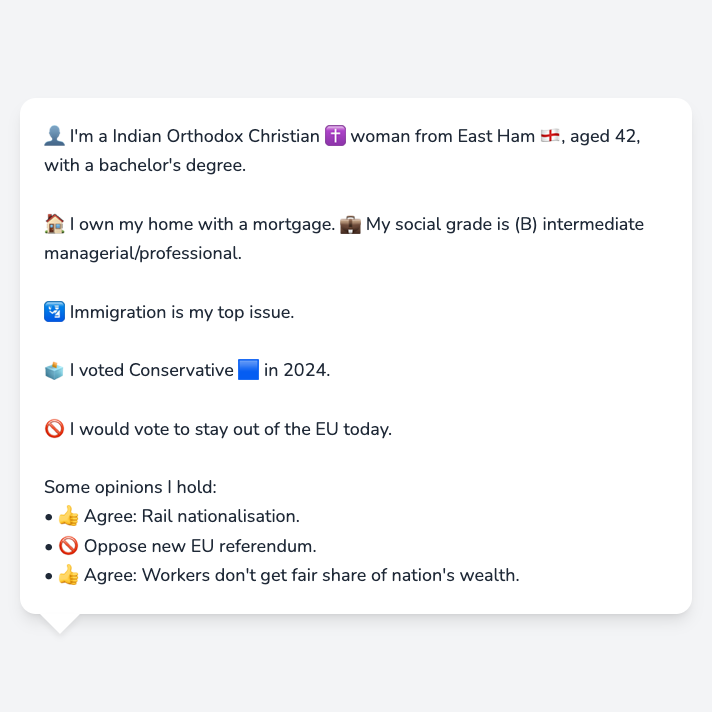 👤 I'm a Indian Orthodox Christian ✝️ woman from East Ham 🏴󠁧󠁢󠁥󠁮󠁧󠁿, aged 42,
with a bachelor's degree.
🏠 I own my home with a mortgage. 💼 My social grade is (B) intermediate
managerial/professional.
🛂 Immigration is my top issue.
🗳️ I voted Conservative 🟦 in 2024.
🚫 I would vote to stay out of the EU today.
Some opinions I hold:
• 👍 Agree: Rail nationalisation.
• 🚫 Oppose new EU referendum.
• 👍 Agree: Workers don't get fair share of nation's wealth.